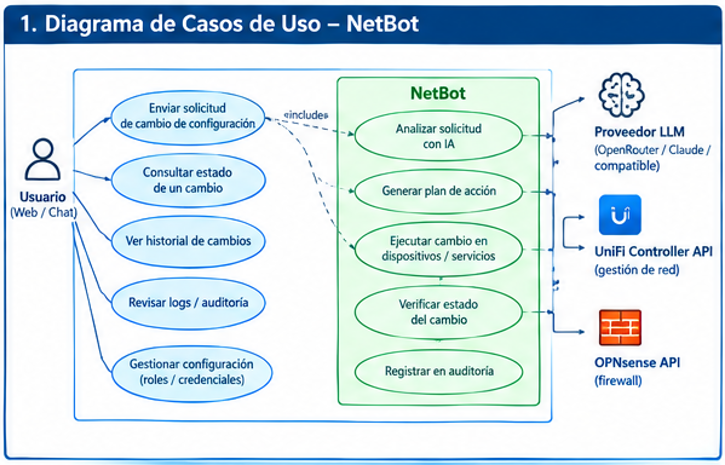 1. Diagrama de Casos de Uso – NetBot
Enviar solicitud
de cambio de configuración
«include»
NetBot
Analizar solicitud
con IA
Proveedor LLM
(OpenRouter / Claude /
compatible)
Usuario
(Web / Chat)
Consultar estado
de un cambio
Generar plan de acción
Ver historial de cambios
Ejecutar cambio en
dispositivos / servicios
UniFi Controller API
(gestión de red)
Revisar logs / auditoría
Verificar estado
del cambio
OPNsense API
(firewall)
Gestionar configuración
(roles / credenciales)
Registrar en auditoría